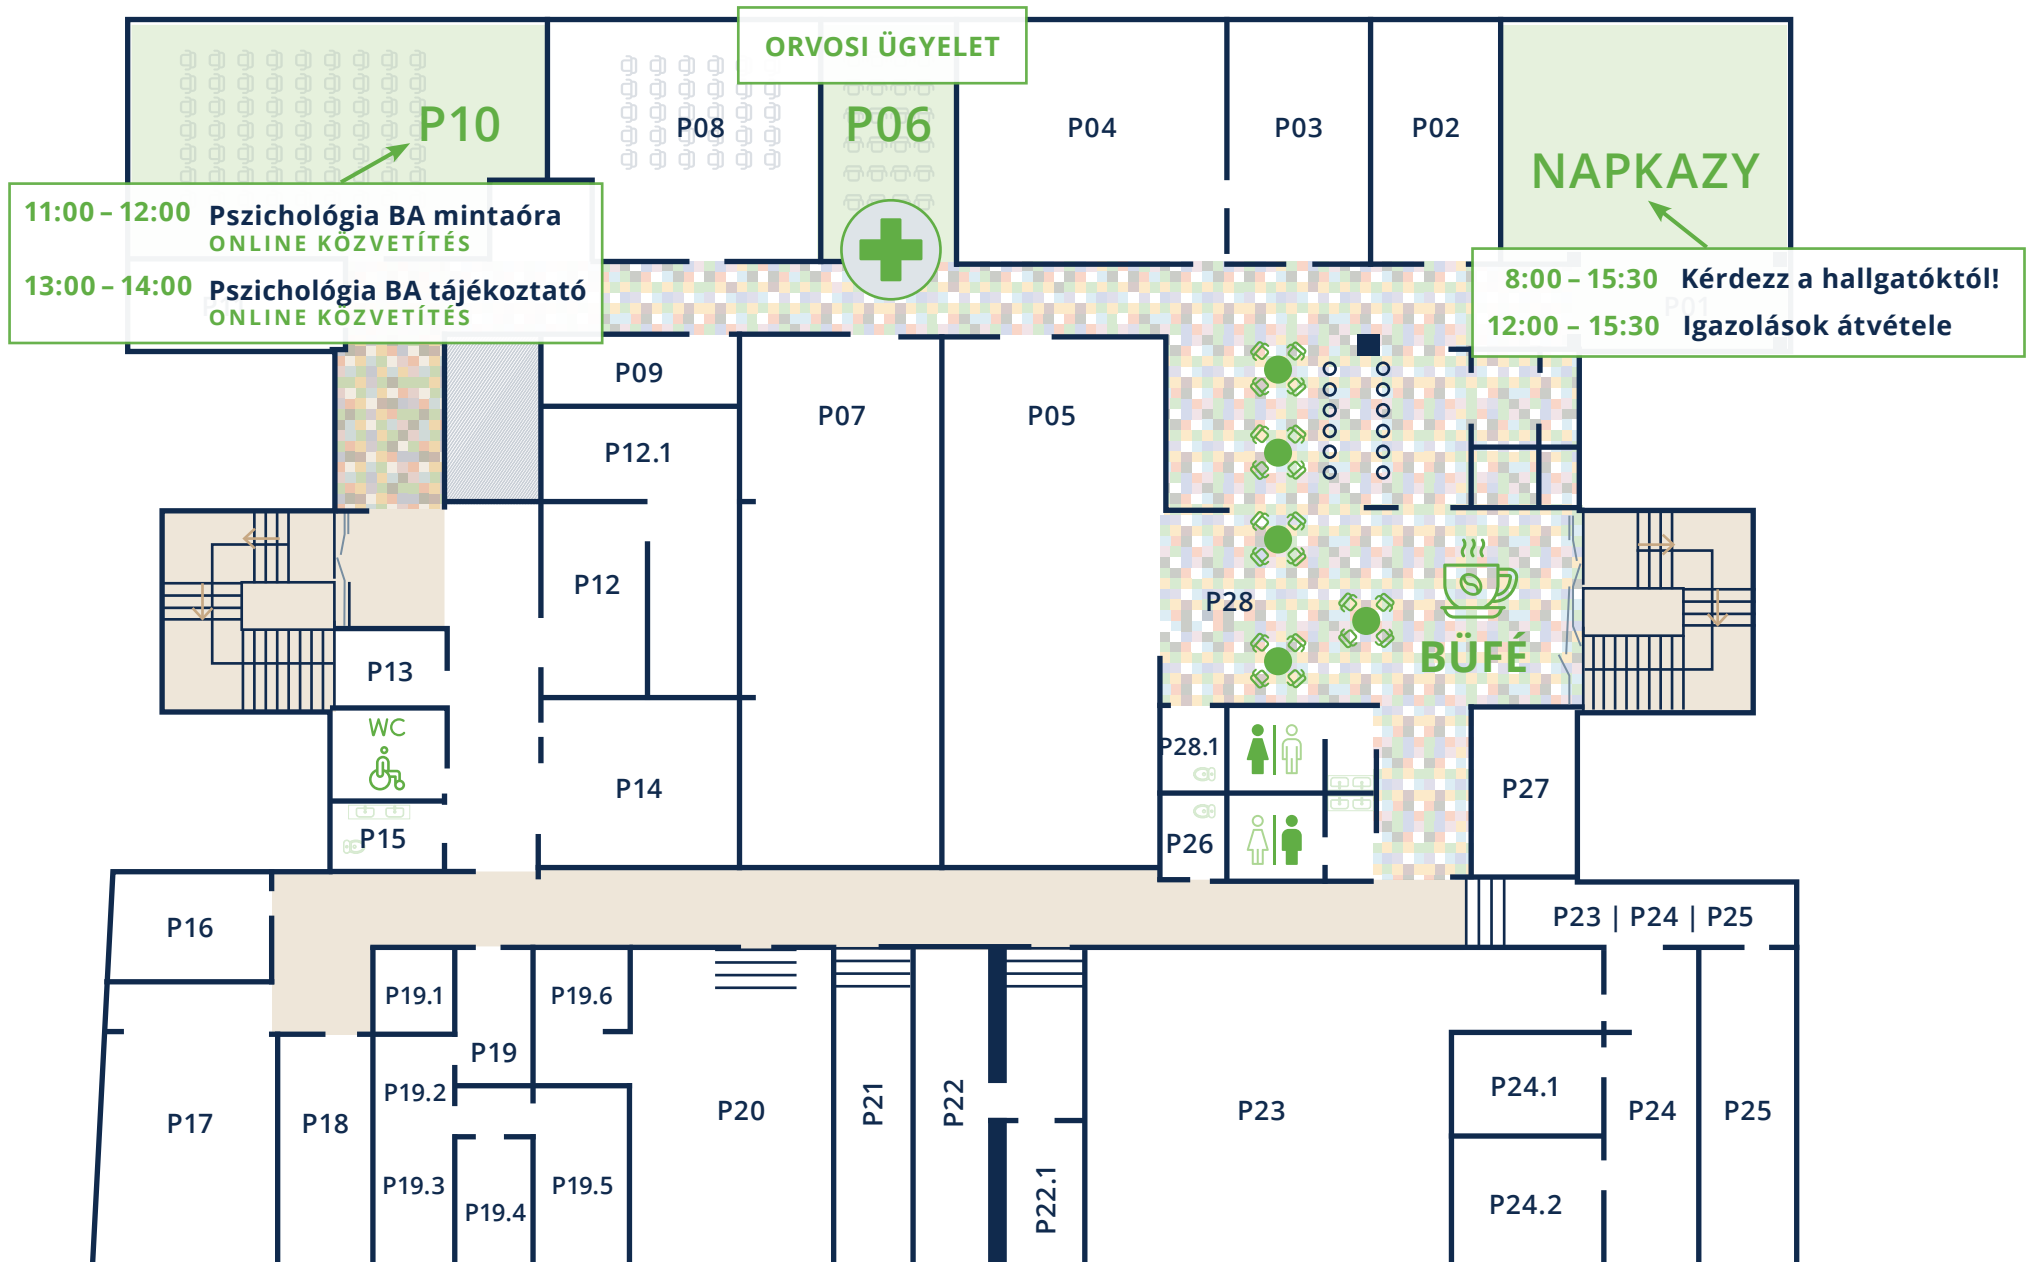 ORVOSI ÜGYELET
P10
P08
P06
P04
P03
P02
NAPKAZY
11:00 – 12:00 Pszichológia BA mintaóra
ONLINE KÖZVETÍTÉS
13:00 – 14:00 Pszichológia BA tájékoztató
ONLINE KÖZVETÍTÉS
8:00 – 15:30 Kérdezz a hallgatóktól!
P01
12:00 – 15:30 Igazolások átvétele
P09
P07
P05
P12.1
P12
P28
BÜFÉ
P13
WC
P28.1
P14
P27
P15
P26
P16
P23 | P24 | P25
P19.1
P19.6
P19
P19.2
P17
P18
P20
P21
P22
P23
P24.1
P24
P25
P19.3
P19.4
P19.5
P22.1
P24.2